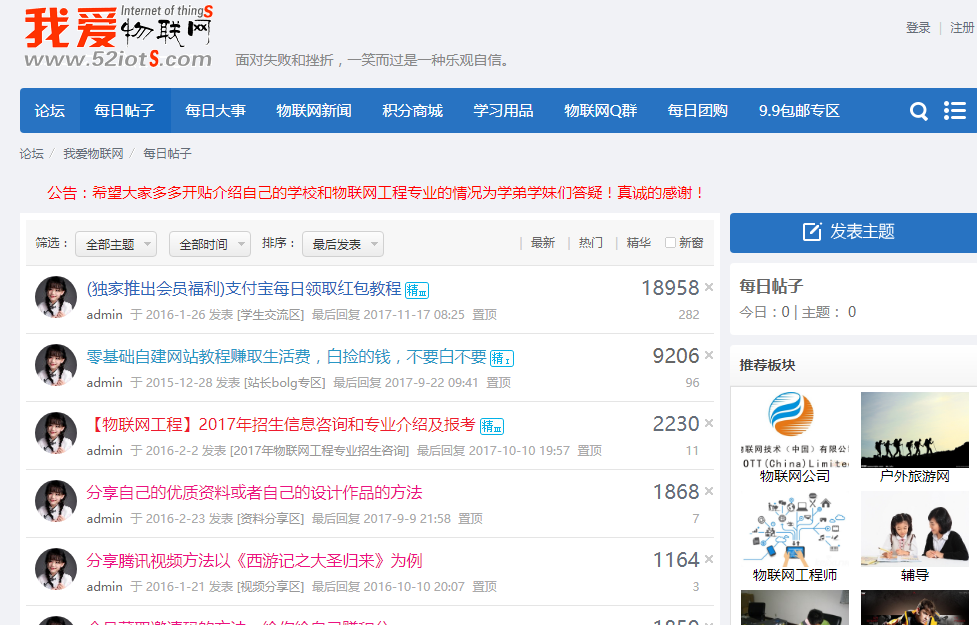 我爱物联网
Internet of thingS
www.52iotS.com
面对失败和挫折，一笑而过是一种乐观自信。
登录 | 注册
论坛 每日帖子 每日大事 物联网新闻 积分商城 学习用品 物联网Q群 每日团购 9.9包邮专区
论坛 / 我爱物联网 / 每日帖子
公告：希望大家多多开贴介绍自己的学校和物联网工程专业的情况为学弟学妹们答疑！真诚的感谢！
筛选： 全部主题 全部时间 排序： 最后发表 | 最新 | 热门 | 精华 新窗
(独家推出会员福利)支付宝每日领取红包教程 精III 18958 ×
admin 于 2016-1-26 发表 [学生交流区] 最后回复 2017-11-17 08:25 置顶 282
零基础自建网站教程赚取生活费，白捡的钱，不要白不要 精I 9206 ×
admin 于 2015-12-28 发表 [站长bolg专区] 最后回复 2017-9-22 09:41 置顶 96
【物联网工程】2017年招生信息咨询和专业介绍及报考 精III 2230 ×
admin 于 2016-2-2 发表 [2017年物联网工程专业招生咨询] 最后回复 2017-10-10 19:57 置顶 11
分享自己的优质资料或者自己的设计作品的方法 1868 ×
admin 于 2016-2-23 发表 [资料分享区] 最后回复 2017-9-9 21:58 置顶 7
分享腾讯视频方法以《西游记之大圣归来》为例 1164 ×
admin 于 2016-1-21 发表 [视频分享区] 最后回复 2016-10-10 20:07 置顶 3
发表主题
每日帖子
今日：0 | 主题： 0
推荐板块
物联网技术（中国）有限公
OTT(China)Limite
物联网公司 户外旅游网
物联网工程师 辅导